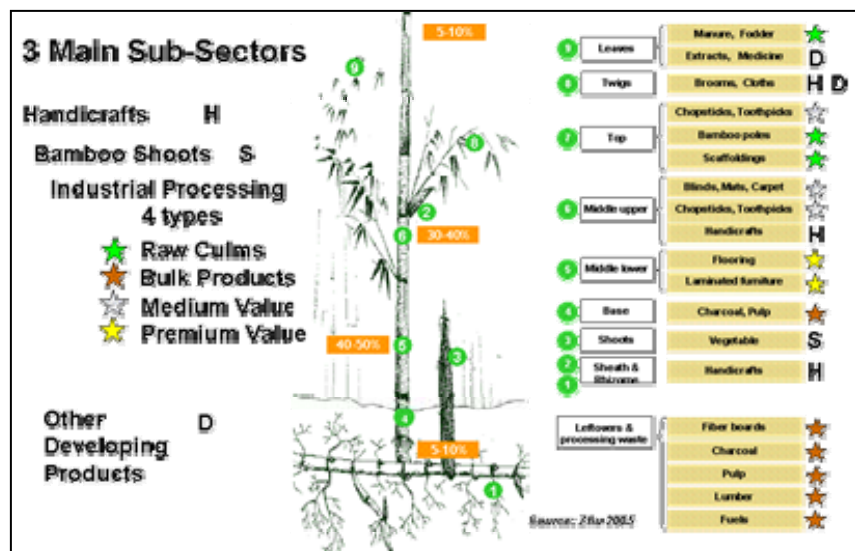 3 Main Sub-Sectors
Handicrafts H
Bamboo Shoots S
Industrial Processing
4 types
Raw Culms
Bulk Products
Medium Value
Premium Value
Other D
Developing
Products
5-10%
9
8
2
6
30-40%
40-50%
5
3
4
5-10%
1
9 Leaves
Manure, Fodder
Extracts, Medicine D
8 Twigs
Brooms, Cloths H D
7 Top
Chopsticks, Toothpicks
Bamboo poles
Scaffoldings
6 Middle upper
Blinds, Mats, Carpet
Chopsticks, Toothpicks
Handicrafts H
5 Middle lower
Flooring
Laminated furniture
4 Base
Charcoal, Pulp
3 Shoots
Vegetable S
2 Sheath &
1 Rhizome
Handicrafts H
Leftovers &
processing waste
Fiber boards
Charcoal
Pulp
Lumber
Fuels
Source: 2005